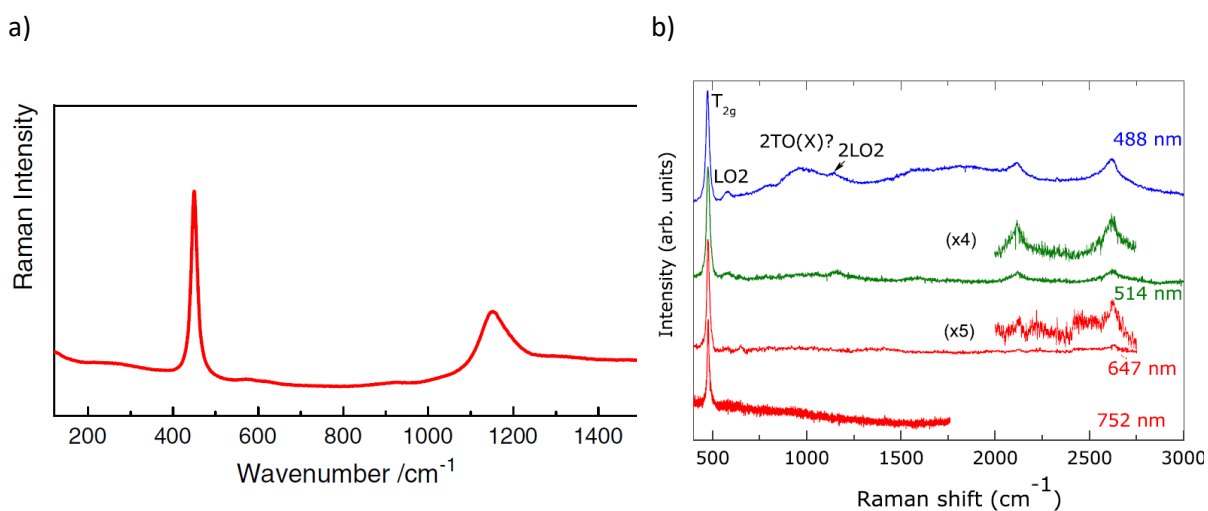 a)
Raman Intensity
200 400 600 800 1000 1200 1400
Wavenumber /cm-1
b)
T2g
2TO(X)?
2LO2
488 nm
LO2
(x4)
514 nm
(x5)
647 nm
752 nm
Intensity (arb. units)
500 1000 1500 2000 2500 3000
Raman shift (cm-1)